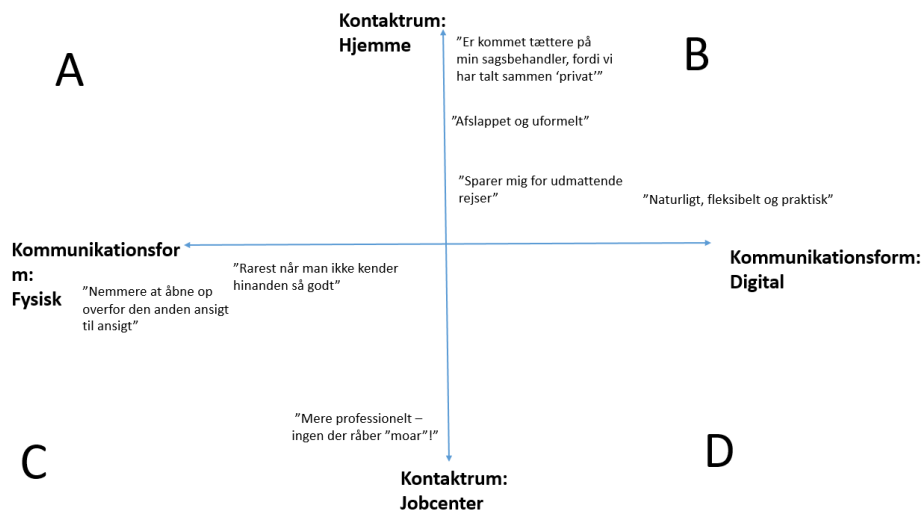 Kontaktrum:
Hjemme
A
B
”Er kommet tættere på
min sagsbehandler, fordi vi
har talt sammen ‘privat’”
”Afslappet og uformelt”
”Sparer mig for udmattende
rejser”
”Naturligt, fleksibelt og praktisk”
Kommunikationsfor
m:
Fysisk
Kommunikationsform:
Digital
”Rarest når man ikke kender
hinanden så godt”
”Nemmere at åbne op
overfor den anden ansigt
til ansigt”
”Mere professionelt –
ingen der råber ”moar”!”
C
D
Kontaktrum:
Jobcenter